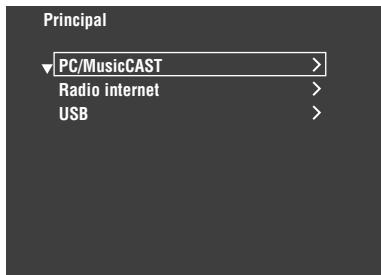 Principal
▼ PC/MusicCAST >
Radio internet >
USB >